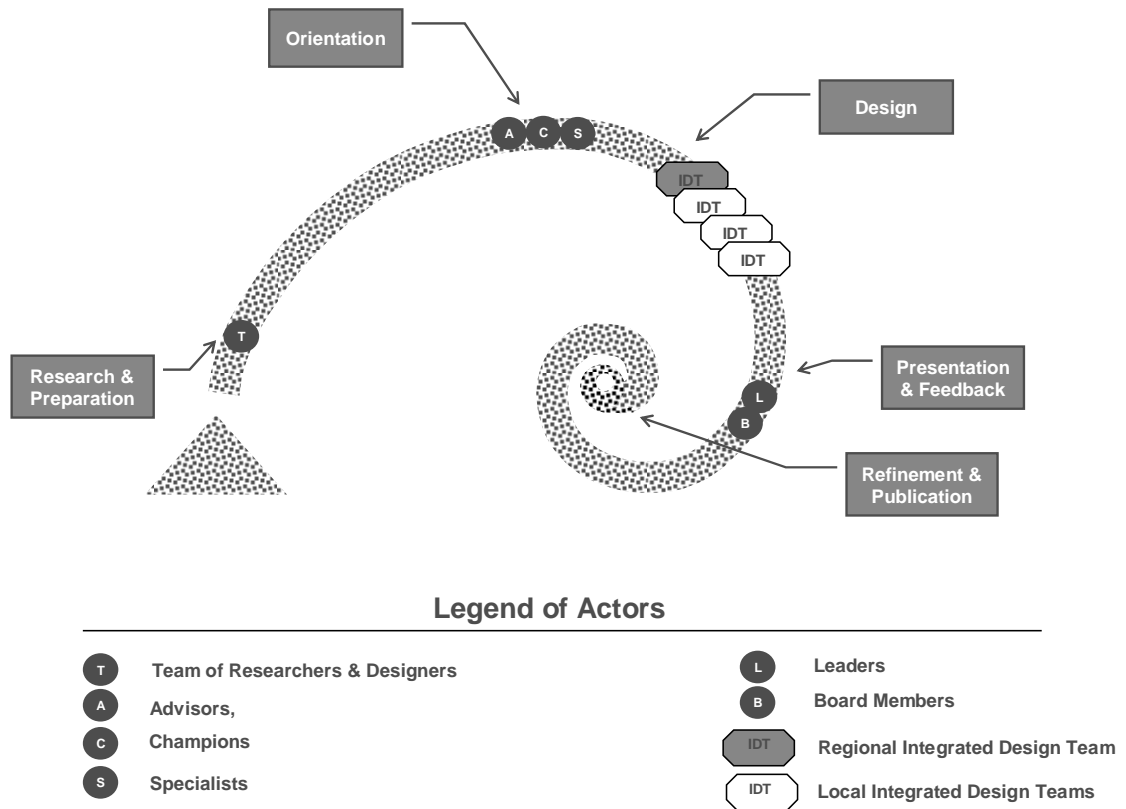 Orientation
Design
A C S
IDT
IDT
IDT
IDT
T
Research &
Preparation
Presentation
& Feedback
L
B
Refinement &
Publication
Legend of Actors
T Team of Researchers & Designers
A Advisors,
C Champions
S Specialists
L Leaders
B Board Members
IDT Regional Integrated Design Team
IDT Local Integrated Design Teams